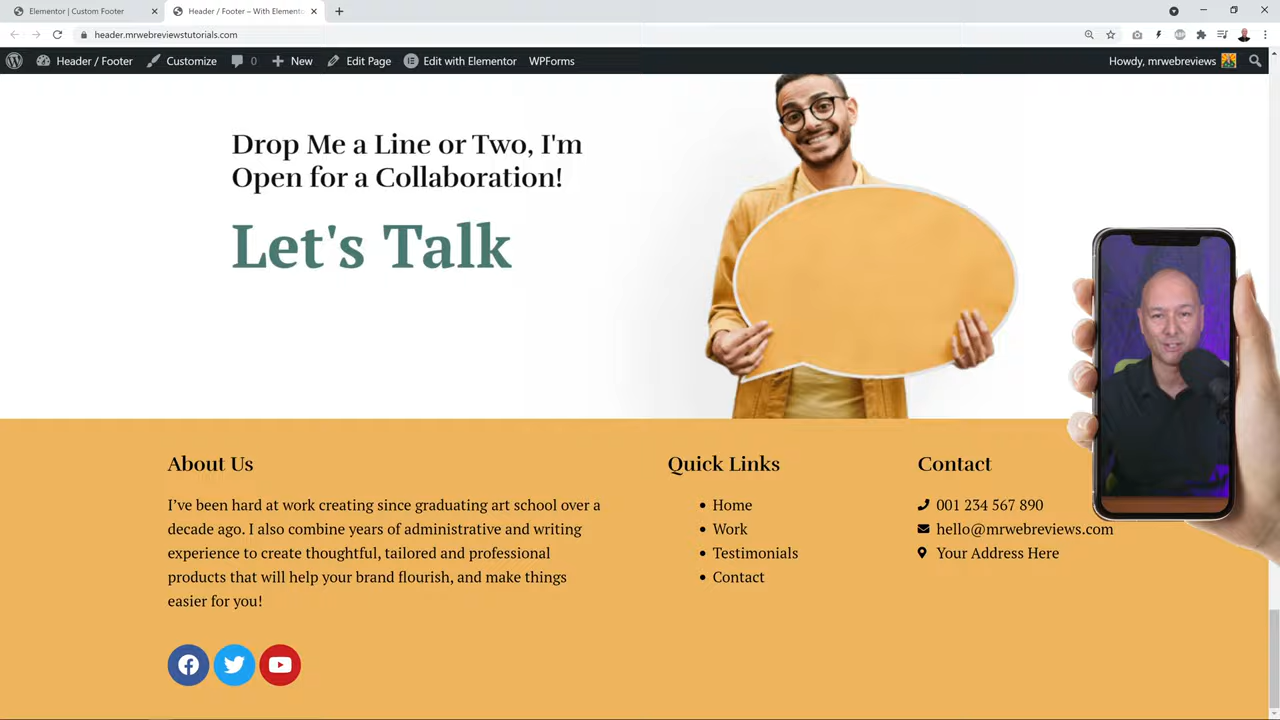 Elementor | Custom Footer
Header / Footer – With Elemento
header.mrwebreviewstutorials.com
Header / Footer
Customize
0
New
Edit Page
Edit with Elementor
WPForms
Howdy, mrwebreviews
Drop Me a Line or Two, I'm
Open for a Collaboration!
Let's Talk
About Us
I’ve been hard at work creating since graduating art school over a
decade ago. I also combine years of administrative and writing
experience to create thoughtful, tailored and professional
products that will help your brand flourish, and make things
easier for you!
Quick Links
Home
Work
Testimonials
Contact
Contact
001 234 567 890
hello@mrwebreviews.com
Your Address Here